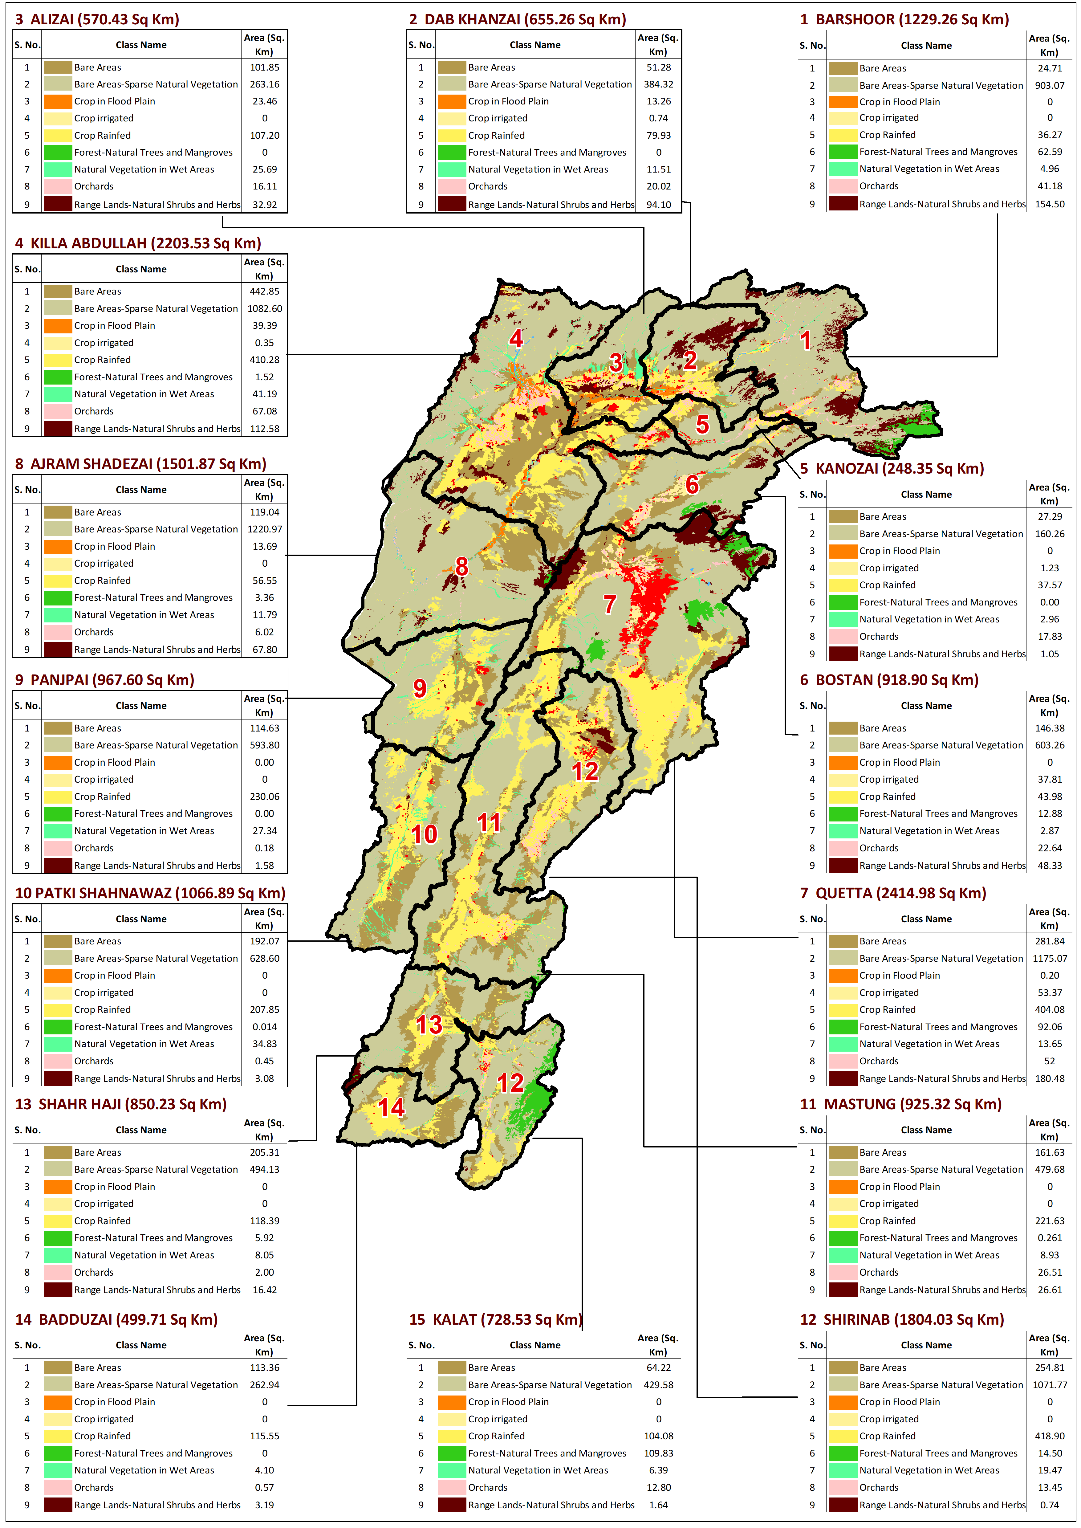 3 ALIZAI (570.43 Sq Km)
S. No. Class Name Area (Sq. Km)
1 Bare Areas 101.85
2 Bare Areas-Sparse Natural Vegetation 263.16
3 Crop in Flood Plain 23.46
4 Crop irrigated 0
5 Crop Rainfed 107.20
6 Forest-Natural Trees and Mangroves 0
7 Natural Vegetation in Wet Areas 25.69
8 Orchards 16.11
9 Range Lands-Natural Shrubs and Herbs 32.92
2 DAB KHANZAI (655.26 Sq Km)
S. No. Class Name Area (Sq. Km)
1 Bare Areas 51.28
2 Bare Areas-Sparse Natural Vegetation 384.32
3 Crop in Flood Plain 13.26
4 Crop irrigated 0.74
5 Crop Rainfed 79.93
6 Forest-Natural Trees and Mangroves 0
7 Natural Vegetation in Wet Areas 11.51
8 Orchards 20.02
9 Range Lands-Natural Shrubs and Herbs 94.10
1 BARSHOOR (1229.26 Sq Km)
S. No. Class Name Area (Sq. Km)
1 Bare Areas 24.71
2 Bare Areas-Sparse Natural Vegetation 903.07
3 Crop in Flood Plain 0
4 Crop irrigated 0
5 Crop Rainfed 36.27
6 Forest-Natural Trees and Mangroves 62.59
7 Natural Vegetation in Wet Areas 4.96
8 Orchards 41.18
9 Range Lands-Natural Shrubs and Herbs 154.50
4 KILLA ABDULLAH (2203.53 Sq Km)
S. No. Class Name Area (Sq. Km)
1 Bare Areas 442.85
2 Bare Areas-Sparse Natural Vegetation 1082.60
3 Crop in Flood Plain 39.39
4 Crop irrigated 0.35
5 Crop Rainfed 410.28
6 Forest-Natural Trees and Mangroves 1.52
7 Natural Vegetation in Wet Areas 41.19
8 Orchards 67.08
9 Range Lands-Natural Shrubs and Herbs 112.58
8 AJRAM SHADEZAI (1501.87 Sq Km)
S. No. Class Name Area (Sq. Km)
1 Bare Areas 119.04
2 Bare Areas-Sparse Natural Vegetation 1220.97
3 Crop in Flood Plain 13.69
4 Crop irrigated 0
5 Crop Rainfed 56.55
6 Forest-Natural Trees and Mangroves 3.36
7 Natural Vegetation in Wet Areas 11.79
8 Orchards 6.02
9 Range Lands-Natural Shrubs and Herbs 67.80
5 KANOZAI (248.35 Sq Km)
S. No. Class Name Area (Sq. Km)
1 Bare Areas 27.29
2 Bare Areas-Sparse Natural Vegetation 160.26
3 Crop in Flood Plain 0
4 Crop irrigated 1.23
5 Crop Rainfed 37.57
6 Forest-Natural Trees and Mangroves 0.00
7 Natural Vegetation in Wet Areas 2.96
8 Orchards 17.83
9 Range Lands-Natural Shrubs and Herbs 1.05
9 PANJPAI (967.60 Sq Km)
S. No. Class Name Area (Sq. Km)
1 Bare Areas 114.63
2 Bare Areas-Sparse Natural Vegetation 593.80
3 Crop in Flood Plain 0.00
4 Crop irrigated 0
5 Crop Rainfed 230.06
6 Forest-Natural Trees and Mangroves 0.00
7 Natural Vegetation in Wet Areas 27.34
8 Orchards 0.18
9 Range Lands-Natural Shrubs and Herbs 1.58
6 BOSTAN (918.90 Sq Km)
S. No. Class Name Area (Sq. Km)
1 Bare Areas 146.38
2 Bare Areas-Sparse Natural Vegetation 603.26
3 Crop in Flood Plain 0
4 Crop irrigated 37.81
5 Crop Rainfed 43.98
6 Forest-Natural Trees and Mangroves 12.88
7 Natural Vegetation in Wet Areas 2.87
8 Orchards 22.64
9 Range Lands-Natural Shrubs and Herbs 48.33
10 PATKI SHAHNAWAZ (1066.89 Sq Km)
S. No. Class Name Area (Sq. Km)
1 Bare Areas 192.07
2 Bare Areas-Sparse Natural Vegetation 628.60
3 Crop in Flood Plain 0
4 Crop irrigated 0
5 Crop Rainfed 207.85
6 Forest-Natural Trees and Mangroves 0.014
7 Natural Vegetation in Wet Areas 34.83
8 Orchards 0.45
9 Range Lands-Natural Shrubs and Herbs 3.08
7 QUETTA (2414.98 Sq Km)
S. No. Class Name Area (Sq. Km)
1 Bare Areas 281.84
2 Bare Areas-Sparse Natural Vegetation 1175.07
3 Crop in Flood Plain 0.20
4 Crop irrigated 53.37
5 Crop Rainfed 404.08
6 Forest-Natural Trees and Mangroves 92.06
7 Natural Vegetation in Wet Areas 13.65
8 Orchards 52
9 Range Lands-Natural Shrubs and Herbs 180.48
13 SHAHR HAJI (850.23 Sq Km)
S. No. Class Name Area (Sq. Km)
1 Bare Areas 205.31
2 Bare Areas-Sparse Natural Vegetation 494.13
3 Crop in Flood Plain 0
4 Crop irrigated 0
5 Crop Rainfed 118.39
6 Forest-Natural Trees and Mangroves 5.92
7 Natural Vegetation in Wet Areas 8.05
8 Orchards 2.00
9 Range Lands-Natural Shrubs and Herbs 16.42
11 MASTUNG (925.32 Sq Km)
S. No. Class Name Area (Sq. Km)
1 Bare Areas 161.63
2 Bare Areas-Sparse Natural Vegetation 479.68
3 Crop in Flood Plain 0
4 Crop irrigated 0
5 Crop Rainfed 221.63
6 Forest-Natural Trees and Mangroves 0.261
7 Natural Vegetation in Wet Areas 8.93
8 Orchards 26.51
9 Range Lands-Natural Shrubs and Herbs 26.61
14 BADDUZAI (499.71 Sq Km)
S. No. Class Name Area (Sq. Km)
1 Bare Areas 113.36
2 Bare Areas-Sparse Natural Vegetation 262.94
3 Crop in Flood Plain 0
4 Crop irrigated 0
5 Crop Rainfed 115.55
6 Forest-Natural Trees and Mangroves 0
7 Natural Vegetation in Wet Areas 4.10
8 Orchards 0.57
9 Range Lands-Natural Shrubs and Herbs 3.19
15 KALAT (728.53 Sq Km)
S. No. Class Name Area (Sq. Km)
1 Bare Areas 64.22
2 Bare Areas-Sparse Natural Vegetation 429.58
3 Crop in Flood Plain 0
4 Crop irrigated 0
5 Crop Rainfed 104.08
6 Forest-Natural Trees and Mangroves 109.83
7 Natural Vegetation in Wet Areas 6.39
8 Orchards 12.80
9 Range Lands-Natural Shrubs and Herbs 1.64
12 SHIRINAB (1804.03 Sq Km)
S. No. Class Name Area (Sq. Km)
1 Bare Areas 254.81
2 Bare Areas-Sparse Natural Vegetation 1071.77
3 Crop in Flood Plain 0
4 Crop irrigated 0
5 Crop Rainfed 418.90
6 Forest-Natural Trees and Mangroves 14.50
7 Natural Vegetation in Wet Areas 19.47
8 Orchards 13.45
9 Range Lands-Natural Shrubs and Herbs 0.74
4
3
2
1
5
6
8
7
9
12
10
11
13
12
14